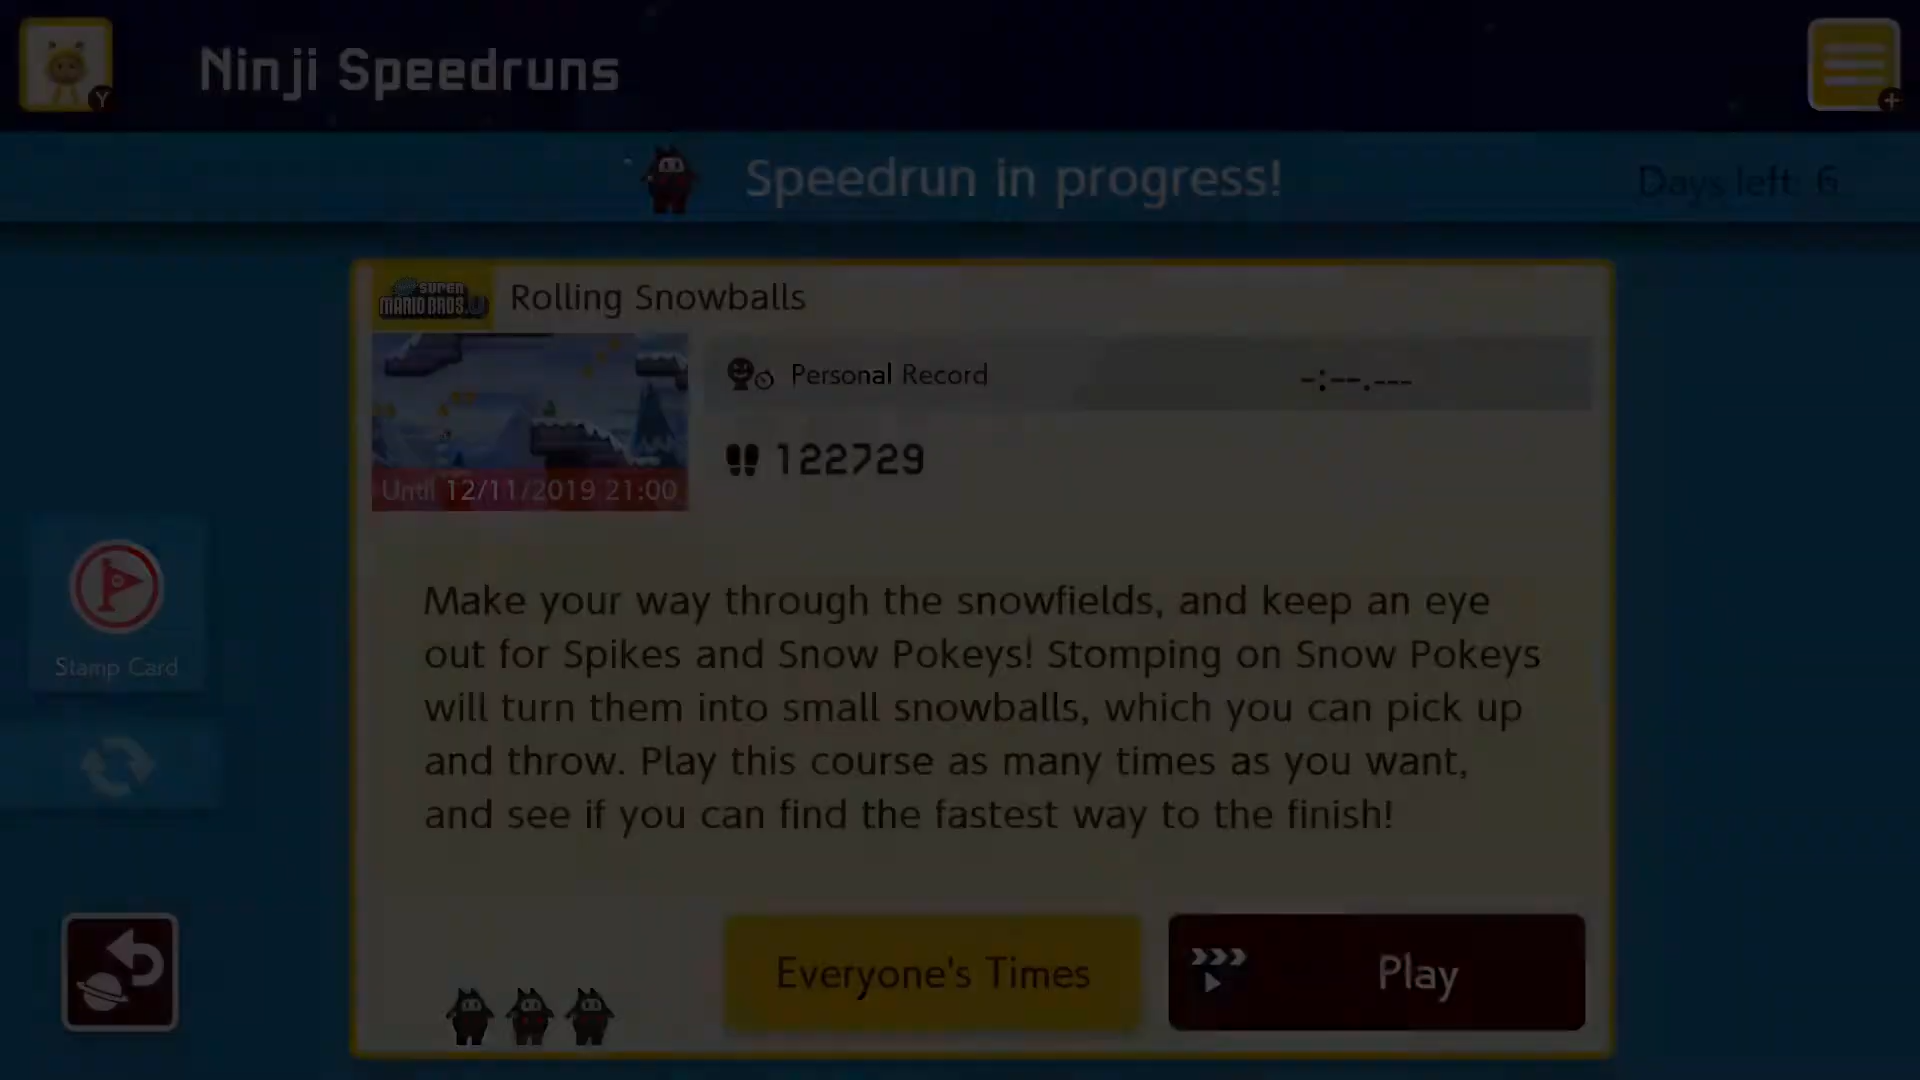 Ninji Speedruns
Y
+
Speedrun in progress!
Days left: 6
SUPER
MARIO BROS. U
Rolling Snowballs
Personal Record
-:--.---
122729
Until 12/11/2019 21:00
Make your way through the snowfields, and keep an eye
out for Spikes and Snow Pokeys! Stomping on Snow Pokeys
will turn them into small snowballs, which you can pick up
and throw. Play this course as many times as you want,
and see if you can find the fastest way to the finish!
Stamp Card
Everyone's Times
Play